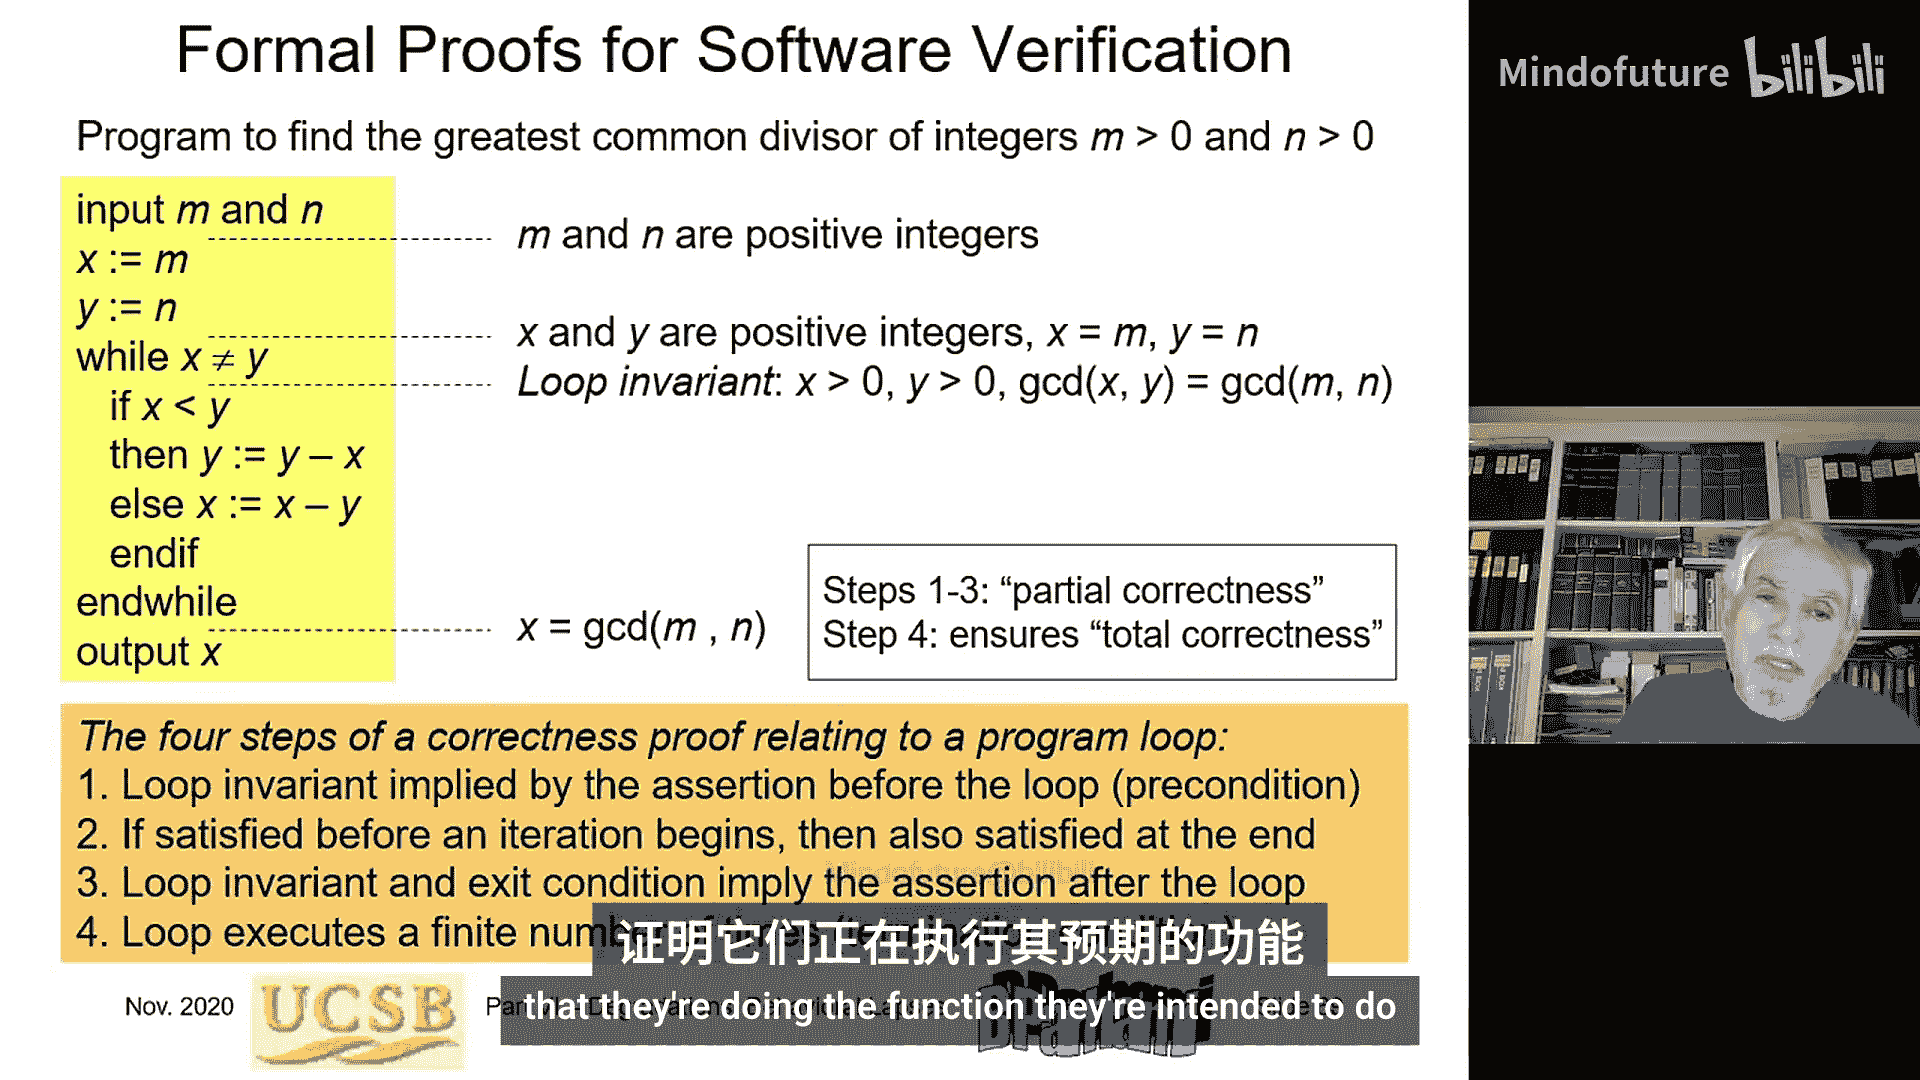 Formal Proofs for Software Verification
Mindofuture bilibili
Program to find the greatest common divisor of integers m > 0 and n > 0
input m and n
x := m
y := n
while x ≠ y
if x < y
then y := y – x
else x := x – y
endif
endwhile
output x
m and n are positive integers
x and y are positive integers, x = m, y = n
Loop invariant: x > 0, y > 0, gcd(x, y) = gcd(m, n)
x = gcd(m , n)
Steps 1-3: “partial correctness”
Step 4: ensures “total correctness”
The four steps of a correctness proof relating to a program loop:
1. Loop invariant implied by the assertion before the loop (precondition)
2. If satisfied before an iteration begins, then also satisfied at the end
3. Loop invariant and exit condition imply the assertion after the loop
4. Loop executes a finite
证明它们正在执行其预期的功能
that they're doing the function they're intended to do
Nov. 2020
UCSB
B. Parhami